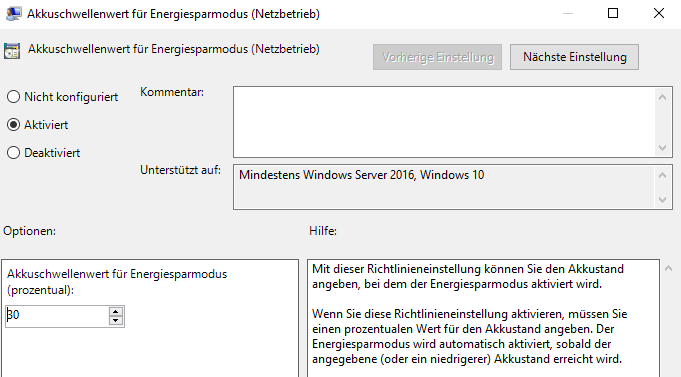 Akkuschwellenwert für Energiesparmodus (Netzbetrieb)
Akkuschwellenwert für Energiesparmodus (Netzbetrieb)
Vorherige Einstellung
Nächste Einstellung
Nicht konfiguriert
Kommentar:
Aktiviert
Deaktiviert
Unterstützt auf:
Mindestens Windows Server 2016, Windows 10
Optionen:
Hilfe:
Akkuschwellenwert für Energiesparmodus
(prozentual):
30
Mit dieser Richtlinieneinstellung können Sie den Akkustand
angeben, bei dem der Energiesparmodus aktiviert wird.
Wenn Sie diese Richtlinieneinstellung aktivieren, müssen Sie
einen prozentualen Wert für den Akkustand angeben. Der
Energiesparmodus wird automatisch aktiviert, sobald der
angegebene (oder ein niedrigerer) Akkustand erreicht wird.